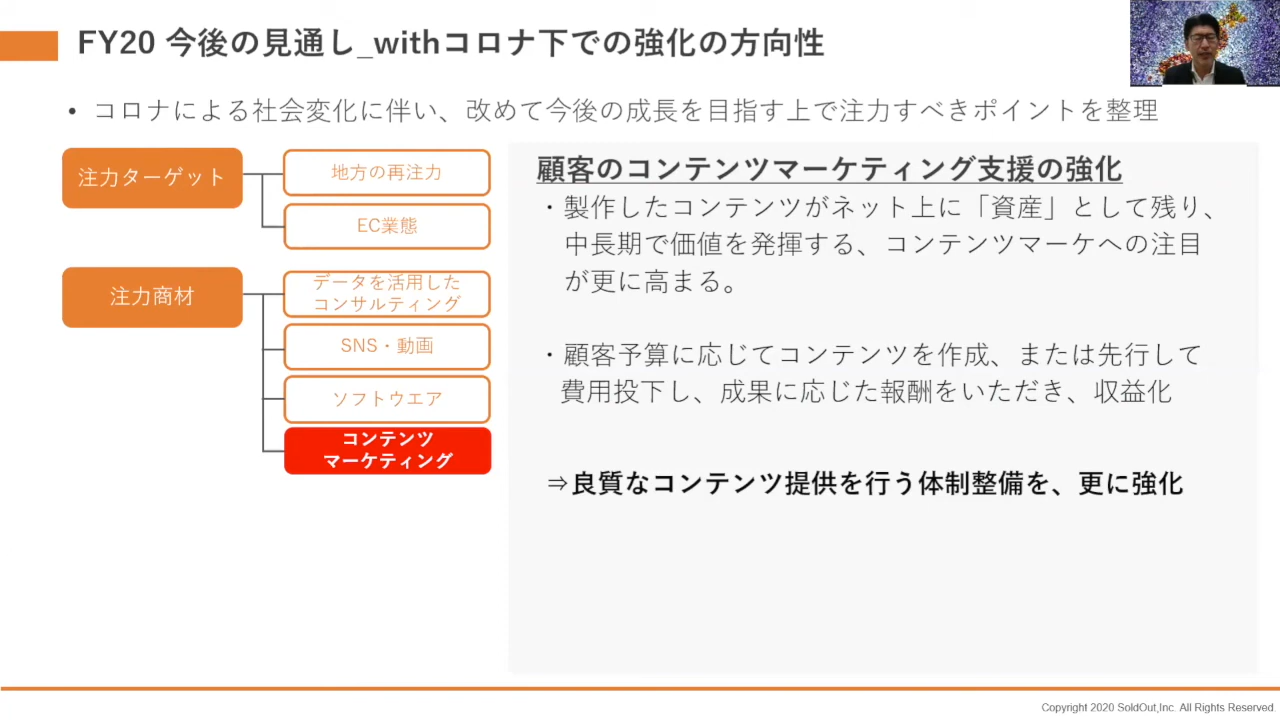 FY20 今後の見通し_withコロナ下での強化の方向性
• コロナによる社会変化に伴い、改めて今後の成長を目指す上で注力すべきポイントを整理
注力ターゲット
地方の再注力
EC業態
注力商材
データを活用した
コンサルティング
SNS・動画
ソフトウエア
コンテンツ
マーケティング
顧客のコンテンツマーケティング支援の強化
・製作したコンテンツがネット上に「資産」として残り、
中長期で価値を発揮する、コンテンツマーケへの注目
が更に高まる。
・顧客予算に応じてコンテンツを作成、または先行して
費用投下し、成果に応じた報酬をいただき、収益化
⇒良質なコンテンツ提供を行う体制整備を、更に強化
Copyright 2020 SoldOut,Inc. All Rights Reserved.